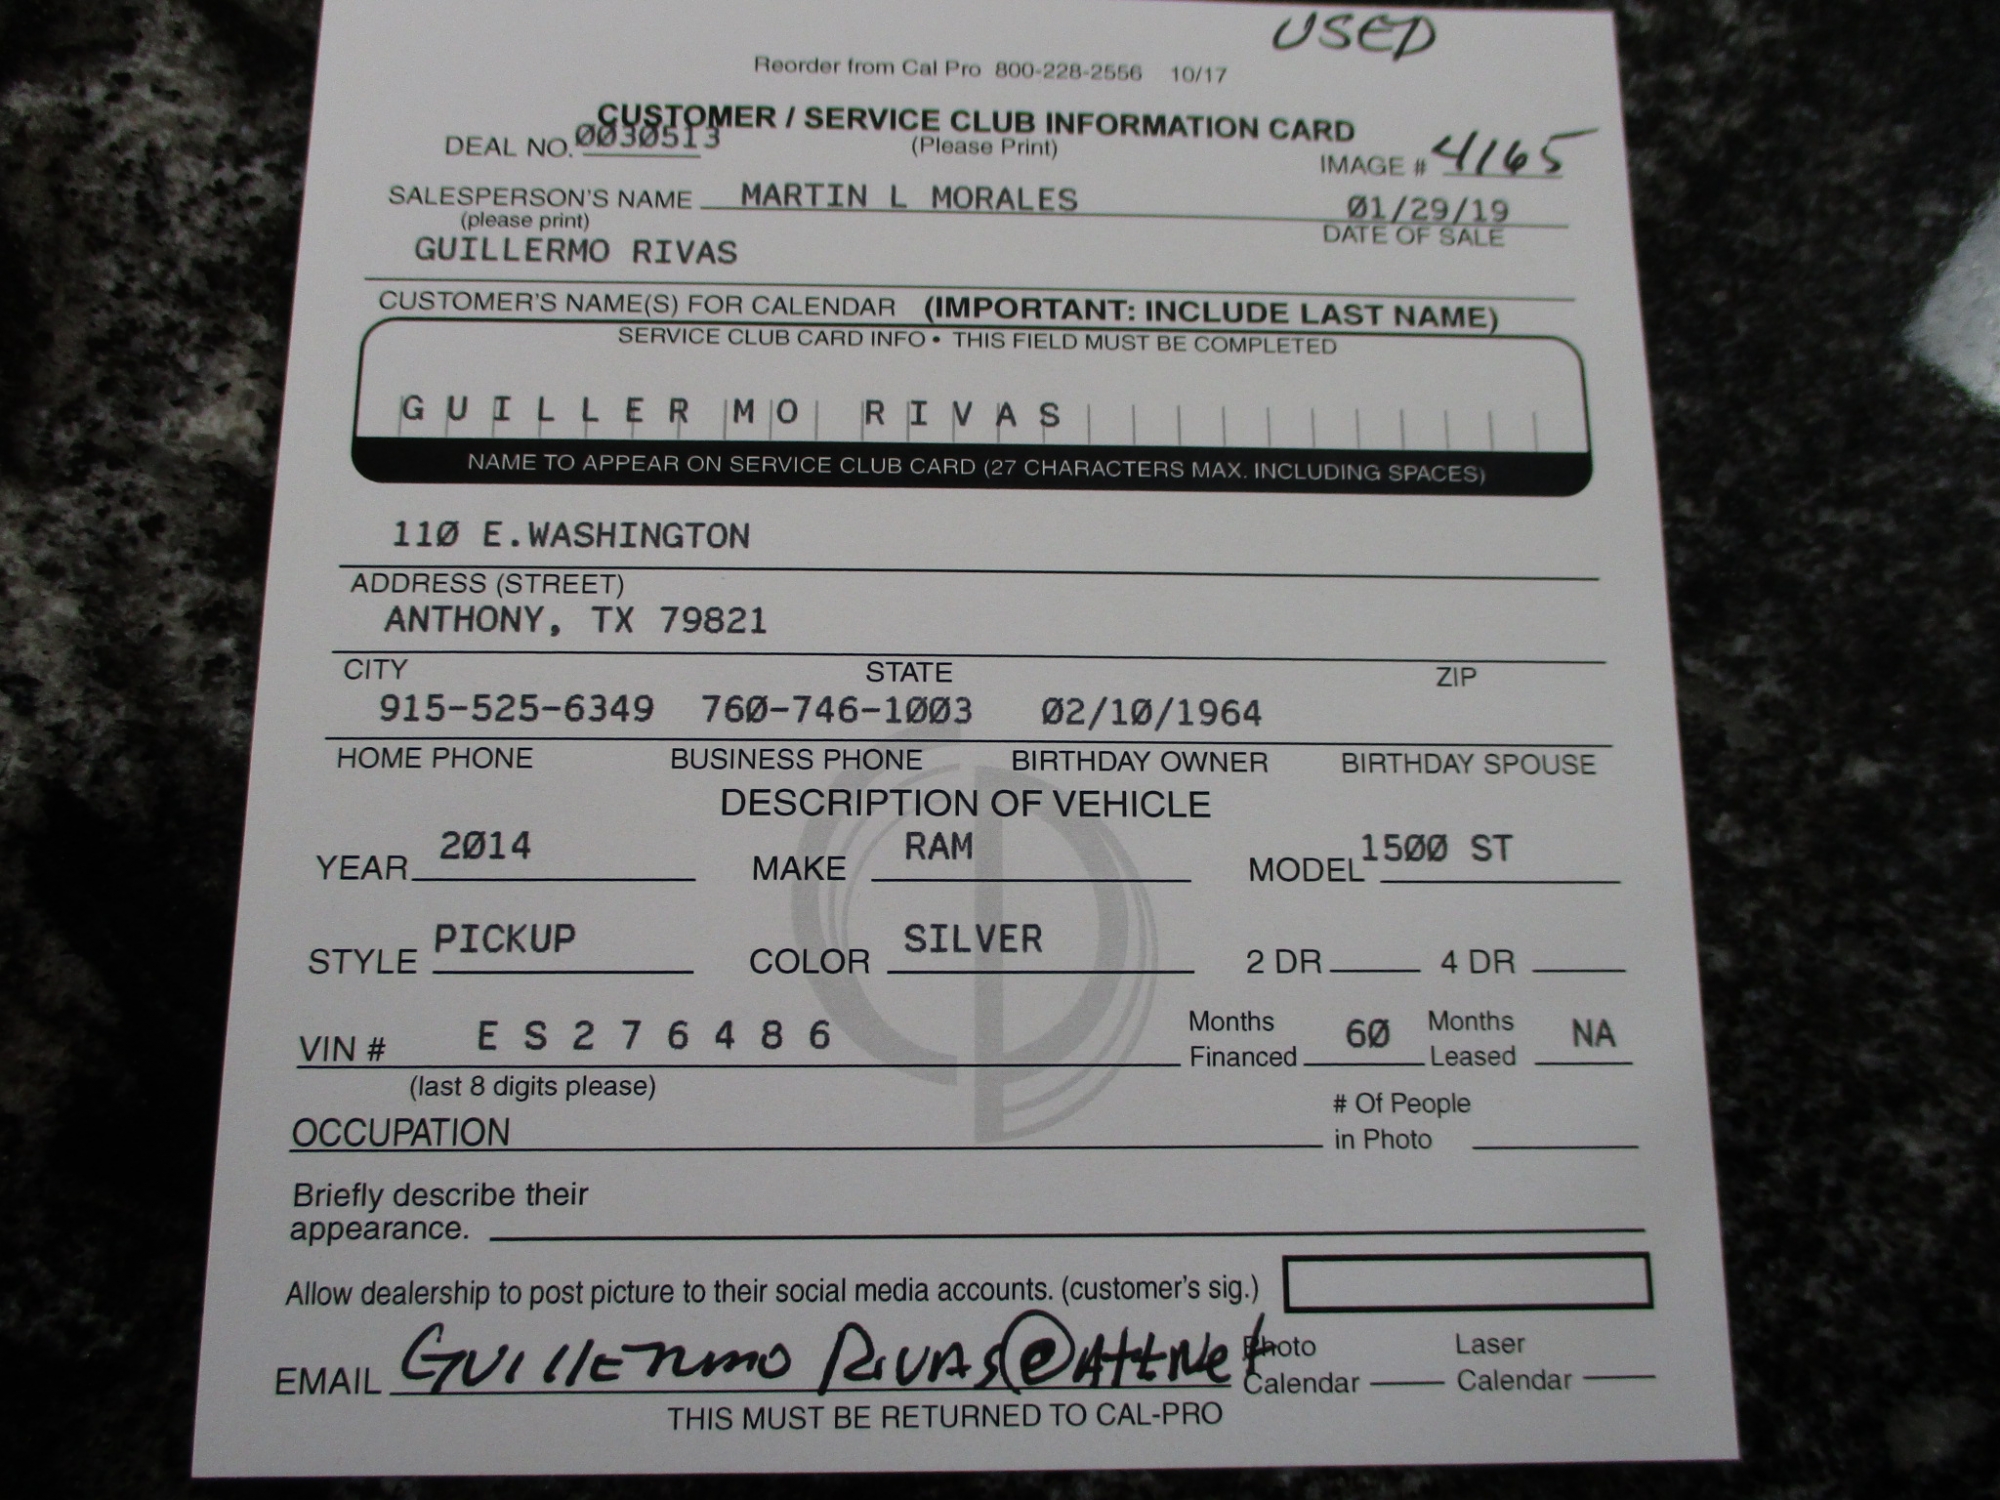 USED
Reorder from Cal Pro 800-228-2556 10/17
CUSTOMER / SERVICE CLUB INFORMATION CARD
DEAL NO. 0030513 (Please Print) IMAGE # 4165
SALESPERSON'S NAME MARTIN L MORALES 01/29/19
(please print) DATE OF SALE
GUILLERMO RIVAS
CUSTOMER'S NAME(S) FOR CALENDAR (IMPORTANT: INCLUDE LAST NAME)
SERVICE CLUB CARD INFO • THIS FIELD MUST BE COMPLETED
GUILLERMO RIVAS
NAME TO APPEAR ON SERVICE CLUB CARD (27 CHARACTERS MAX. INCLUDING SPACES)
110 E.WASHINGTON
ADDRESS (STREET)
ANTHONY, TX 79821
CITY STATE ZIP
915-525-6349 760-746-1003 02/10/1964
HOME PHONE BUSINESS PHONE BIRTHDAY OWNER BIRTHDAY SPOUSE
DESCRIPTION OF VEHICLE
YEAR 2014 MAKE RAM MODEL 1500 ST
STYLE PICKUP COLOR SILVER 2 DR 4 DR
VIN # ES276486 Months Financed 60 Months Leased NA
(last 8 digits please)
OCCUPATION # Of People in Photo
Briefly describe their
appearance.
Allow dealership to post picture to their social media accounts. (customer's sig.)
EMAIL GUILLERMO RIVAS@Att Net Photo Calendar Laser Calendar
THIS MUST BE RETURNED TO CAL-PRO